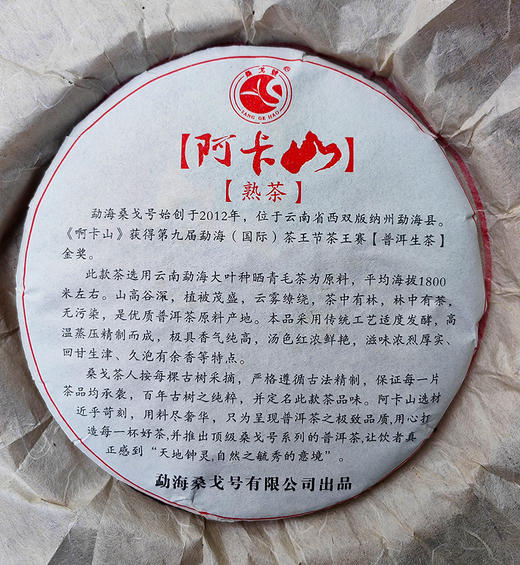 桑戈號
SANG GE HAO
【阿卡山】
【熟茶】
勐海桑戈号始创于2012年，位于云南省西双版纳州勐海县。
《啊卡山》获得第九届勐海（国际）茶王节茶王赛【普洱生茶】
金奖。
此款茶选用云南勐海大叶种晒青毛茶为原料，平均海拔1800
米左右。山高谷深，植被茂盛，云雾缭绕，茶中有林，林中有茶，
无污染，是优质普洱茶原料产地。本品采用传统工艺适度发酵，高
温蒸压精制而成，极具香气纯高，汤色红浓鲜艳，滋味浓烈厚实、
回甘生津、久泡有余香等特点。
桑戈茶人按每棵古树采摘，严格遵循古法精制，保证每一片
茶品均承袭，百年古树之纯粹，并定名此款茶品味。阿卡山选材
近乎苛刻，用料尽奢华，只为呈现普洱茶之极致品质，用心打
造每一杯好茶，并推出顶级桑戈号系列的普洱茶，让饮者真
正感到“天地钟灵，自然之毓秀的意境”。
勐海桑戈号有限公司出品